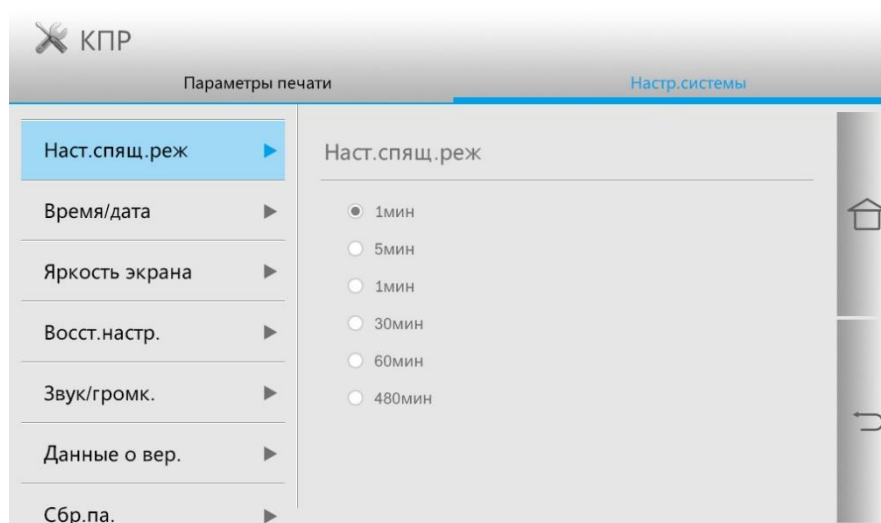 КПР
Параметры печати
Настр.системы
Наст.спящ.реж
Время/дата
Яркость экрана
Восст.настр.
Звук/громк.
Данные о вер.
Сбр.па.
Наст.спящ.реж
1мин
5мин
1мин
30мин
60мин
480мин